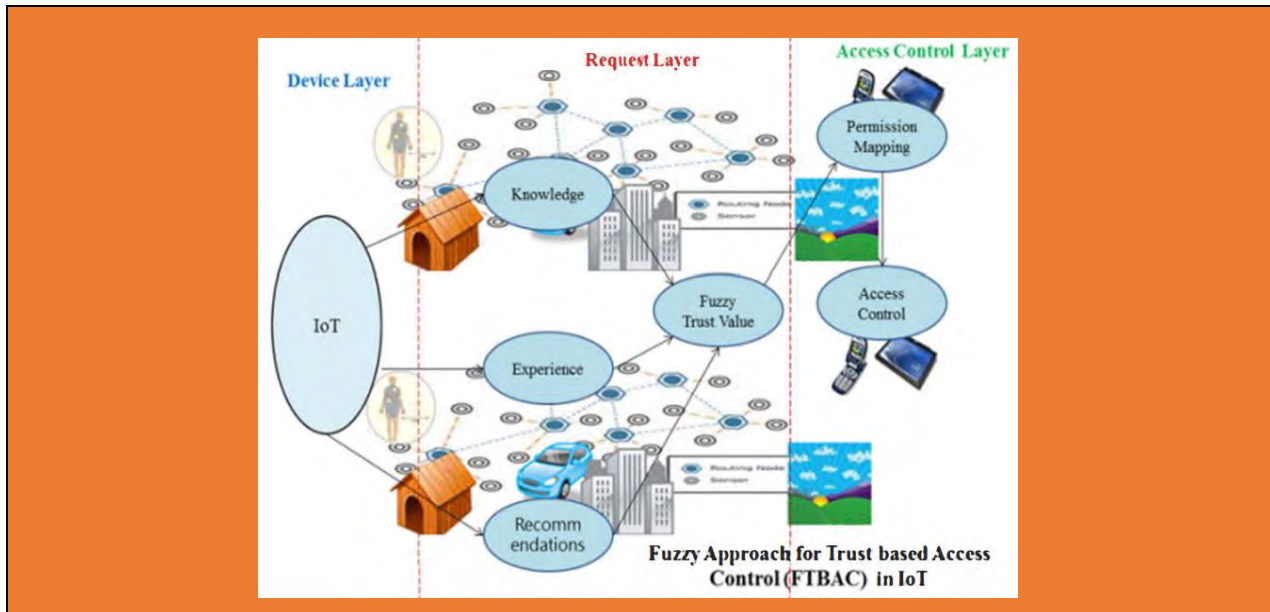 Device Layer
Request Layer
Access Control Layer
Permission
Mapping
Knowledge
Routing Node
Sensor
IoT
Fuzzy
Trust Value
Access
Control
Experience
Routing Node
Sensor
Recomm
endations
Fuzzy Approach for Trust based Access
Control (FTBAC) in IoT